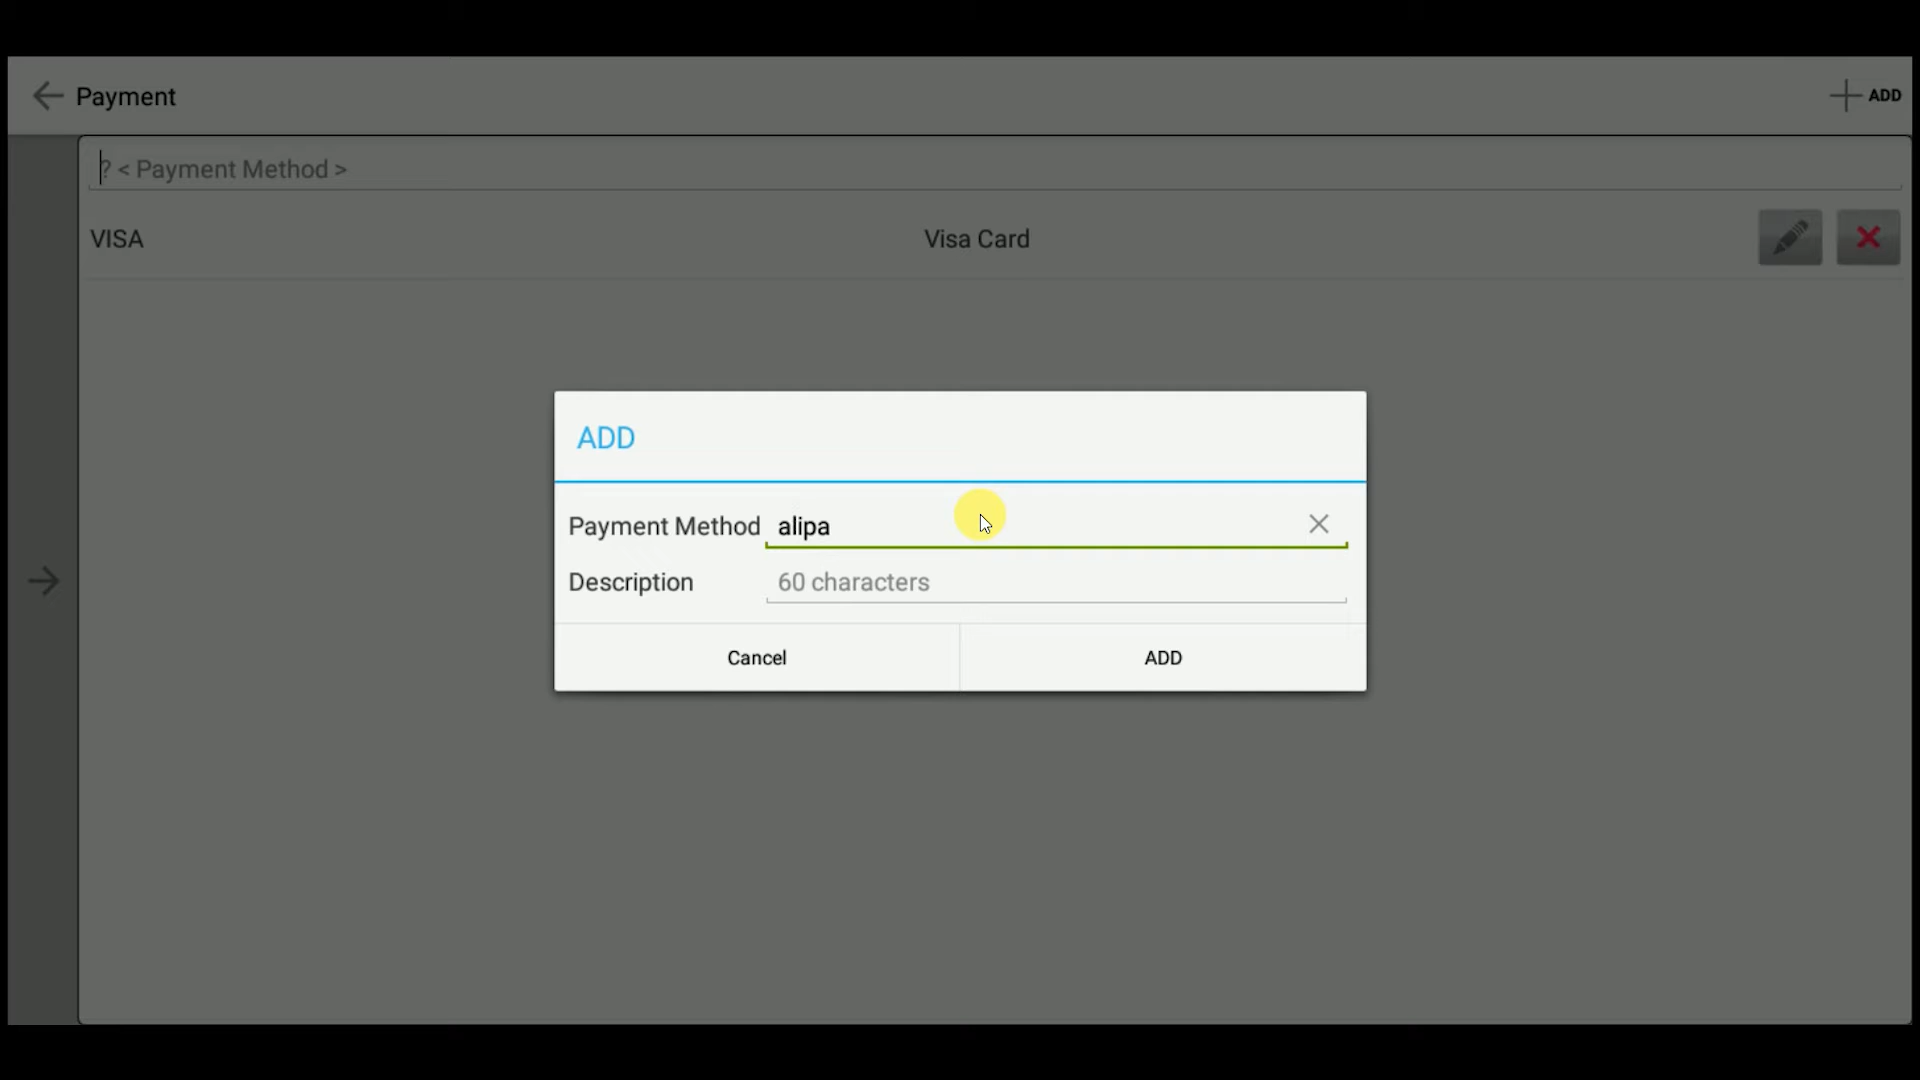 Payment
ADD
? < Payment Method >
VISA Visa Card
ADD
Payment Method alipa
Description 60 characters
Cancel ADD